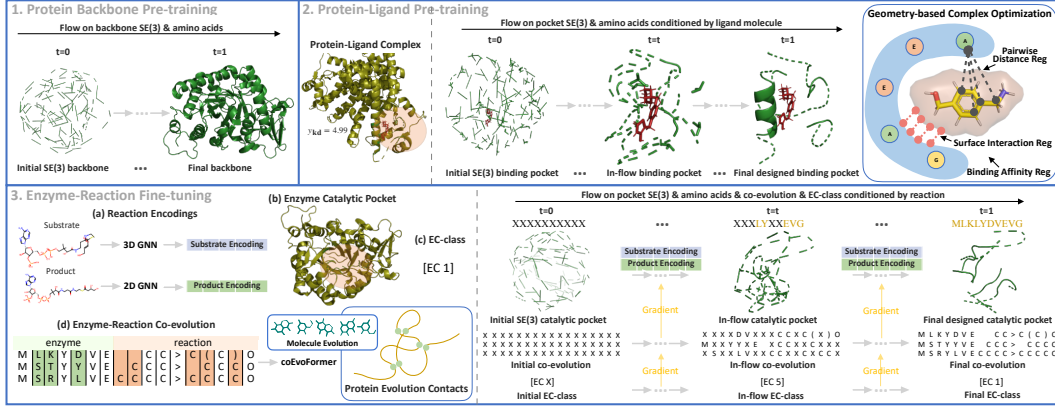 1. Protein Backbone Pre-training
Flow on backbone SE(3) & amino acids
t=0
t=1
...
Initial SE(3) backbone
...
Final backbone
2. Protein-Ligand Pre-training
Protein-Ligand Complex
ykd = 4.99
Flow on pocket SE(3) & amino acids conditioned by ligand molecule
t=0
t=t
t=1
...
...
Initial SE(3) binding pocket
...
In-flow binding pocket
...
Final designed binding pocket
Geometry-based Complex Optimization
A
E
E
A
G
Pairwise
Distance Reg
Surface Interaction Reg
Binding Affinity Reg
3. Enzyme-Reaction Fine-tuning
(a) Reaction Encodings
Substrate
3D GNN
Substrate Encoding
Product
2D GNN
Product Encoding
(b) Enzyme Catalytic Pocket
(c) EC-class
[EC 1]
(d) Enzyme-Reaction Co-evolution
enzyme
reaction
M L K Y D V E C C > C ( C ) O
M S T Y Y V E C C > C C C O
M S R Y L V E C C C C > C C C C O
coEvoFormer
Molecule Evolution
Protein Evolution Contacts
Flow on pocket SE(3) & amino acids & co-evolution & EC-class conditioned by reaction
t=0
...
t=t
...
t=1
XXXXXXXXXX
XXXLYXXEVG
MLKLYDVEVG
Substrate Encoding
Product Encoding
...
Substrate Encoding
Product Encoding
...
Gradient
Gradient
Initial SE(3) catalytic pocket
In-flow catalytic pocket
Final designed catalytic pocket
X X X X X X X X X X X X X X X X
X X X X X X X X X X X X X X X X
X X X X X X X X X X X X X X X X
X X X X D V X X X C C X C ( X ) O
M X X Y Y X E X C C X X > C X C O
M S X X L V X X C C X X C X C C X
M L K Y D V E C C > C ( C ) O
M S T Y Y V E C C > C C C O
M S R Y L V E C C C C > C C C C O
Initial co-evolution
...
In-flow co-evolution
...
Final co-evolution
Gradient
Gradient
[EC X]
[EC 5]
[EC 1]
Initial EC-class
...
In-flow EC-class
...
Final EC-class